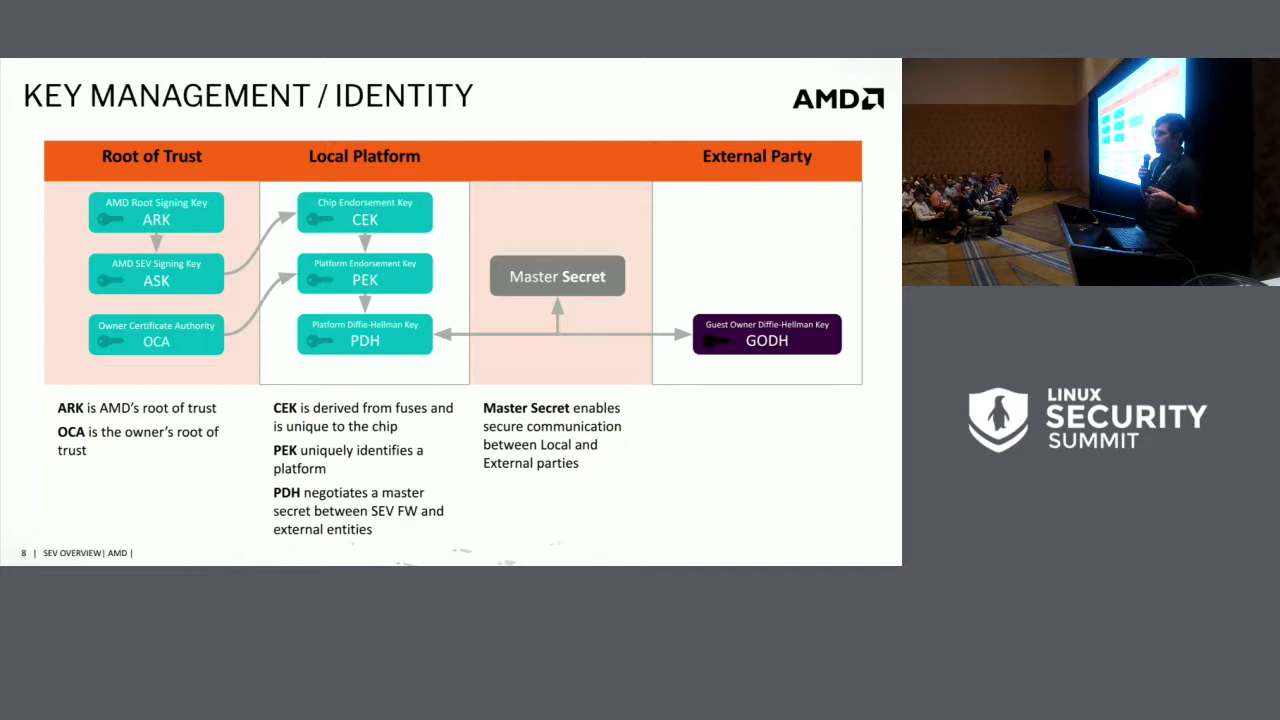 KEY MANAGEMENT / IDENTITY
AMD
Root of Trust
Local Platform
External Party
AMD Root Signing Key
ARK
AMD SEV Signing Key
ASK
Owner Certificate Authority
OCA
Chip Endorsement Key
CEK
Platform Endorsement Key
PEK
Platform Diffie-Hellman Key
PDH
Master Secret
Guest Owner Diffie-Hellman Key
GODH
ARK is AMD's root of trust
OCA is the owner's root of
trust
CEK is derived from fuses and
is unique to the chip
PEK uniquely identifies a
platform
PDH negotiates a master
secret between SEV FW and
external entities
Master Secret enables
secure communication
between Local and
External parties
8 | SEV OVERVIEW| AMD |
LINUX
SECURITY
SUMMIT